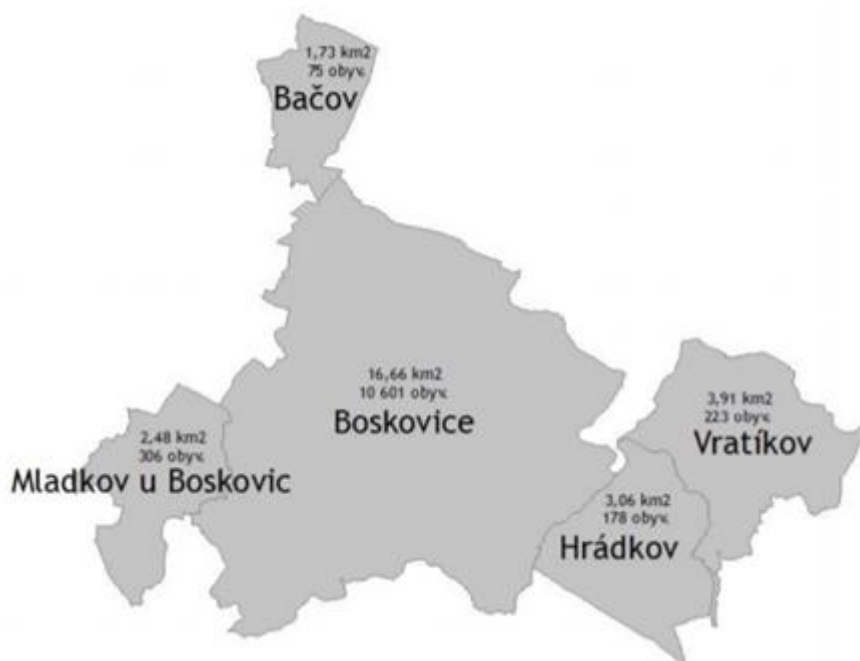 1,73 km2
75 obyv.
Bačov
16,66 km2
10 601 obyv.
Boskovice
3,91 km2
223 obyv.
Vratíkov
2,48 km2
306 obyv.
Mladkov u Boskovic
3,06 km2
178 obyv.
Hrádkov